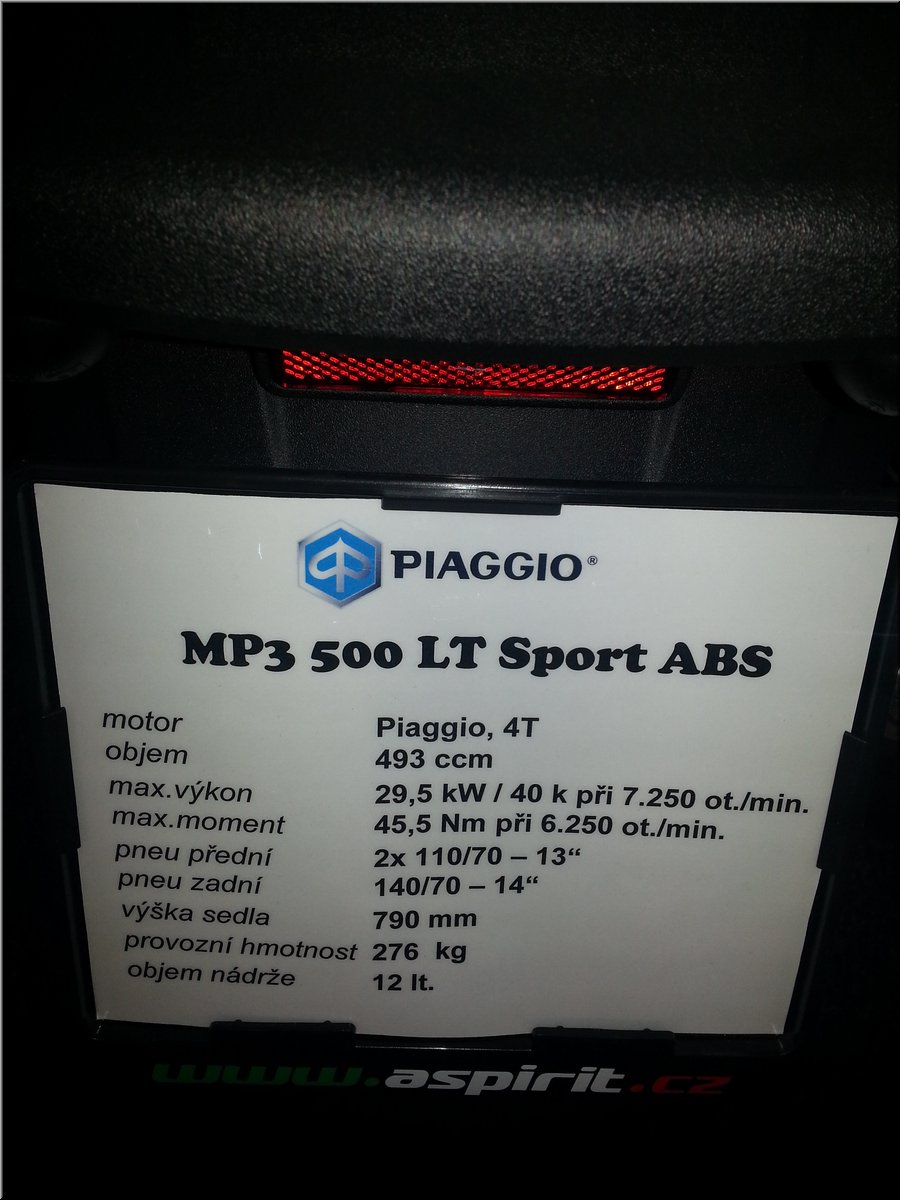 PIAGGIO®
MP3 500 LT Sport ABS
motor Piaggio, 4T
objem 493 ccm
max.výkon 29,5 kW / 40 k při 7.250 ot./min.
max.moment 45,5 Nm při 6.250 ot./min.
pneu přední 2x 110/70 – 13“
pneu zadní 140/70 – 14“
výška sedla 790 mm
provozní hmotnost 276 kg
objem nádrže 12 lt.
www.aspirit.cz